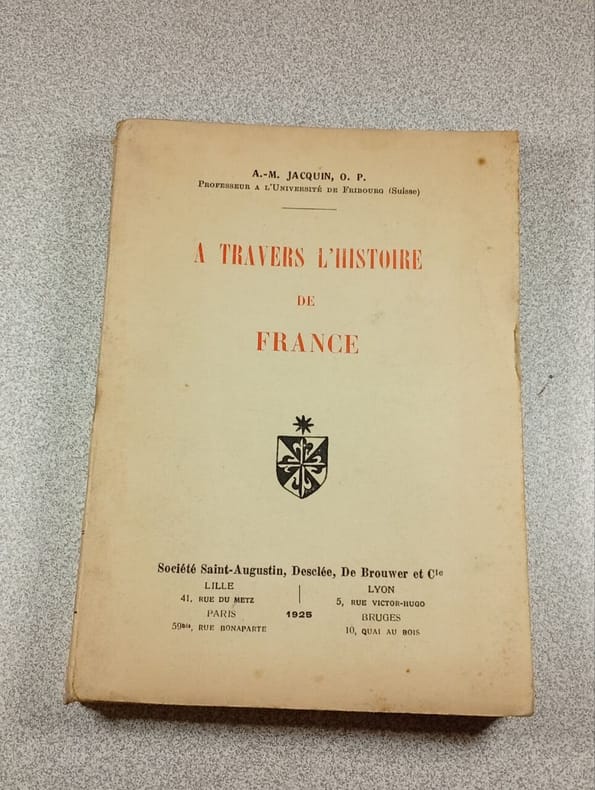 A.-M. JACQUIN, O. P.
PROFESSEUR A L'UNIVERSITÉ DE FRIBOURG (SUISSE)
A TRAVERS L'HISTOIRE
DE
FRANCE
Société Saint-Augustin, Desclée, De Brouwer et Cie
LILLE
41, RUE DU METZ
PARIS
59bis, RUE BONAPARTE
1925
LYON
5, RUE VICTOR-HUGO
BRUGES
10, QUAI AU BOIS